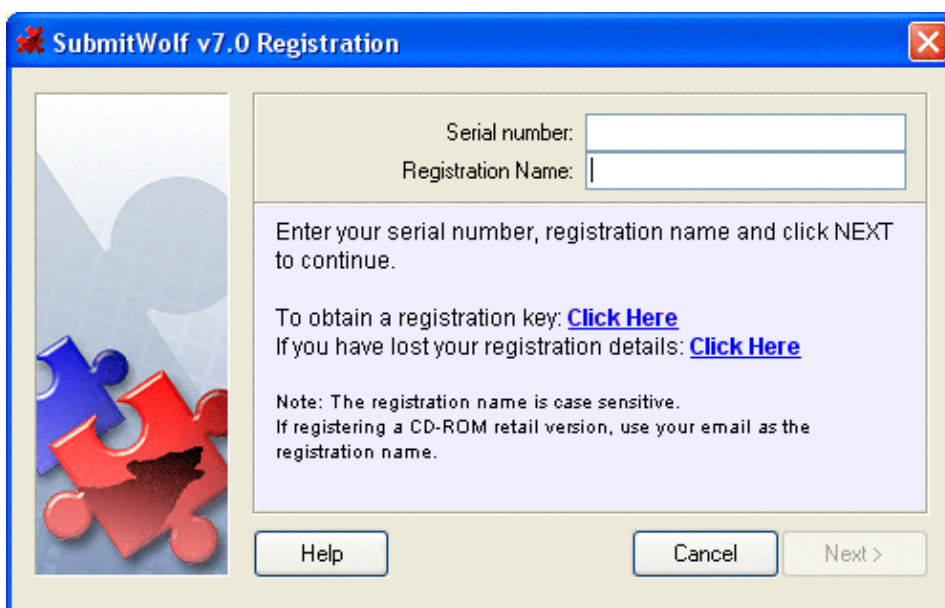 SubmitWolf v7.0 Registration
Serial number:
Registration Name:
Enter your serial number, registration name and click NEXT
to continue.
To obtain a registration key: Click Here
If you have lost your registration details: Click Here
Note: The registration name is case sensitive.
If registering a CD-ROM retail version, use your email as the
registration name.
Help
Cancel
Next >